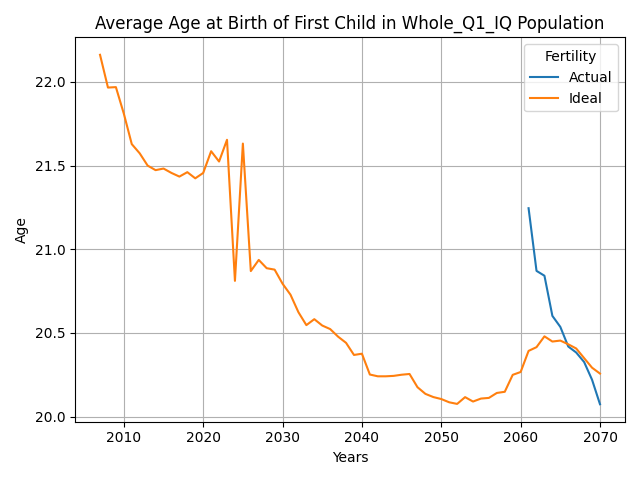 Average Age at Birth of First Child in Whole_Q1_IQ Population
Fertility
Actual
Ideal
22.0
21.5
21.0
20.5
20.0
Age
2010
2020
2030
2040
2050
2060
2070
Years